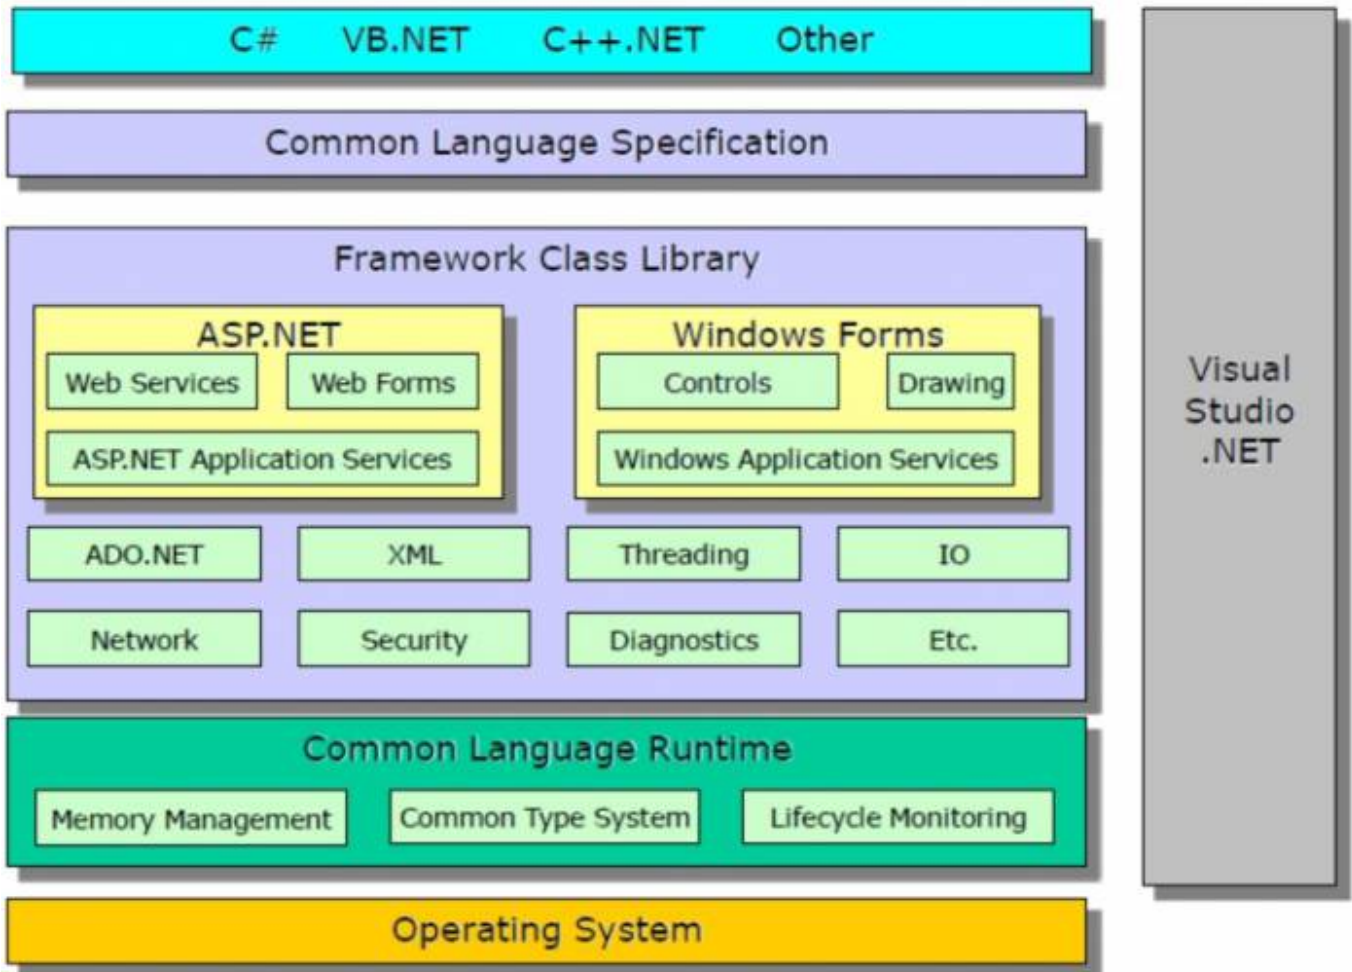 C# VB.NET C++.NET Other
Common Language Specification
Framework Class Library
ASP.NET
Web Services Web Forms
ASP.NET Application Services
Windows Forms
Controls Drawing
Windows Application Services
ADO.NET XML Threading IO
Network Security Diagnostics Etc.
Common Language Runtime
Memory Management Common Type System Lifecycle Monitoring
Operating System
Visual
Studio
.NET